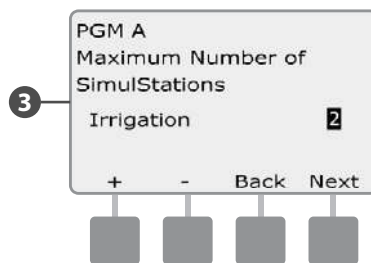 PGM A
Maximum Number of
SimulStations
3
Irrigation 2
+ - Back Next